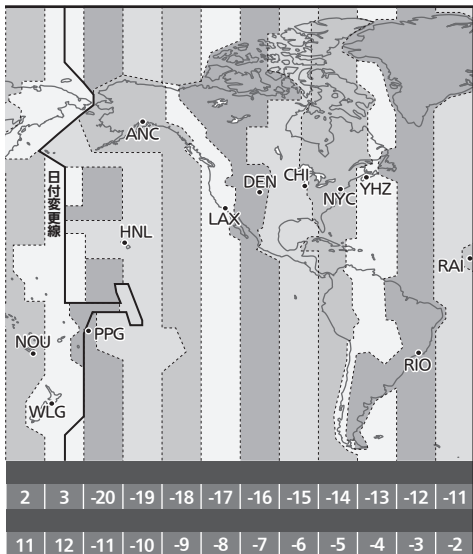 ANC
DEN
CHI
NYC
YHZ
LAX
日付変更線
HNL
RAI
PPG
NOU
RIO
WLG
2 3 -20 -19 -18 -17 -16 -15 -14 -13 -12 -11
11 12 -11 -10 -9 -8 -7 -6 -5 -4 -3 -2